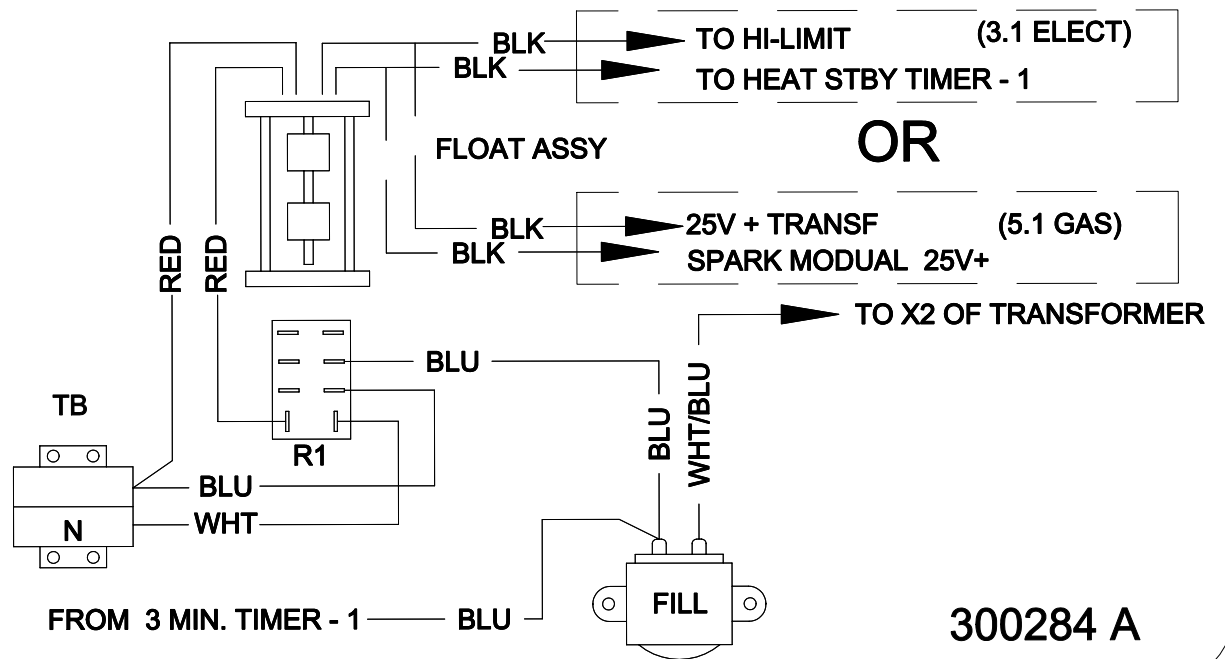 BLK TO HI-LIMIT (3.1 ELECT)
BLK TO HEAT STBY TIMER - 1
OR
FLOAT ASSY
BLK 25V + TRANSF (5.1 GAS)
BLK SPARK MODUAL 25V+
RED RED
TO X2 OF TRANSFORMER
BLU
TB
R1
BLU WHT/BLU
BLU
N WHT
FILL
FROM 3 MIN. TIMER - 1 BLU
300284 A